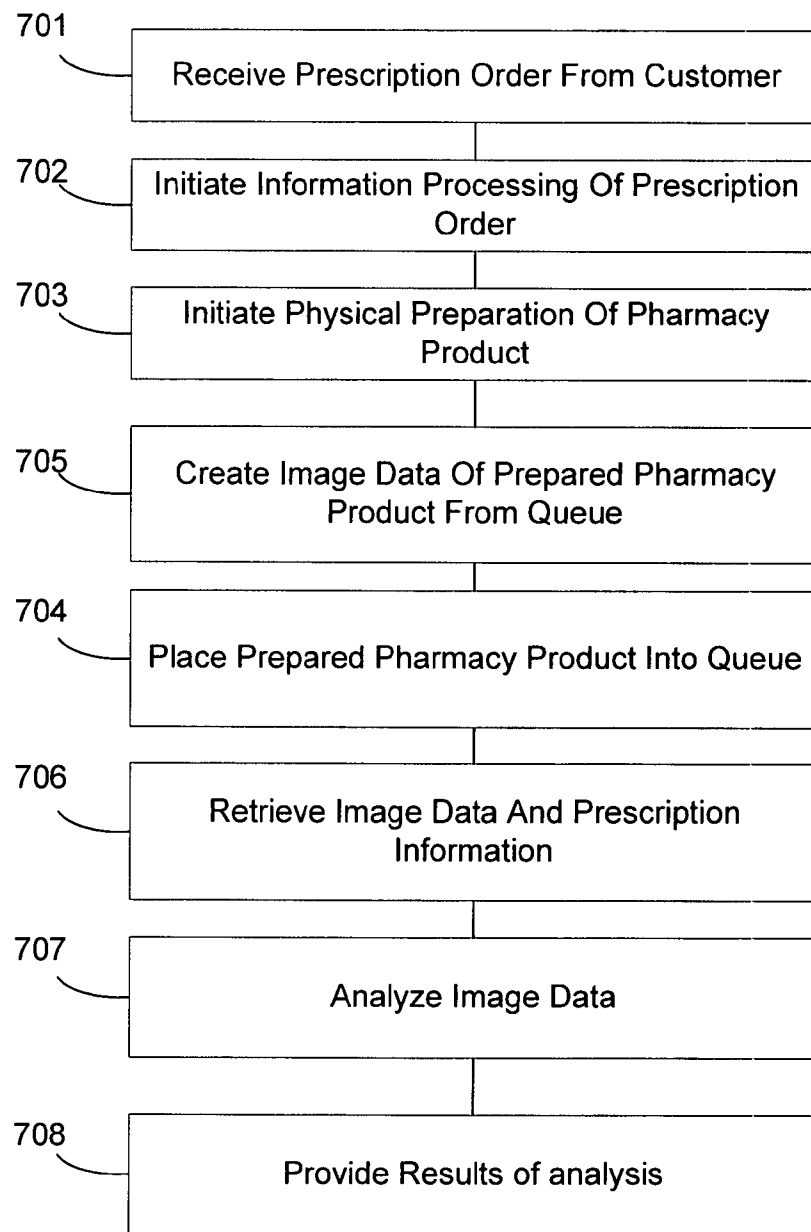 701
Receive Prescription Order From Customer
702
Initiate Information Processing Of Prescription
Order
703
Initiate Physical Preparation Of Pharmacy
Product
705
Create Image Data Of Prepared Pharmacy
Product From Queue
704
Place Prepared Pharmacy Product Into Queue
706
Retrieve Image Data And Prescription
Information
707
Analyze Image Data
708
Provide Results of analysis